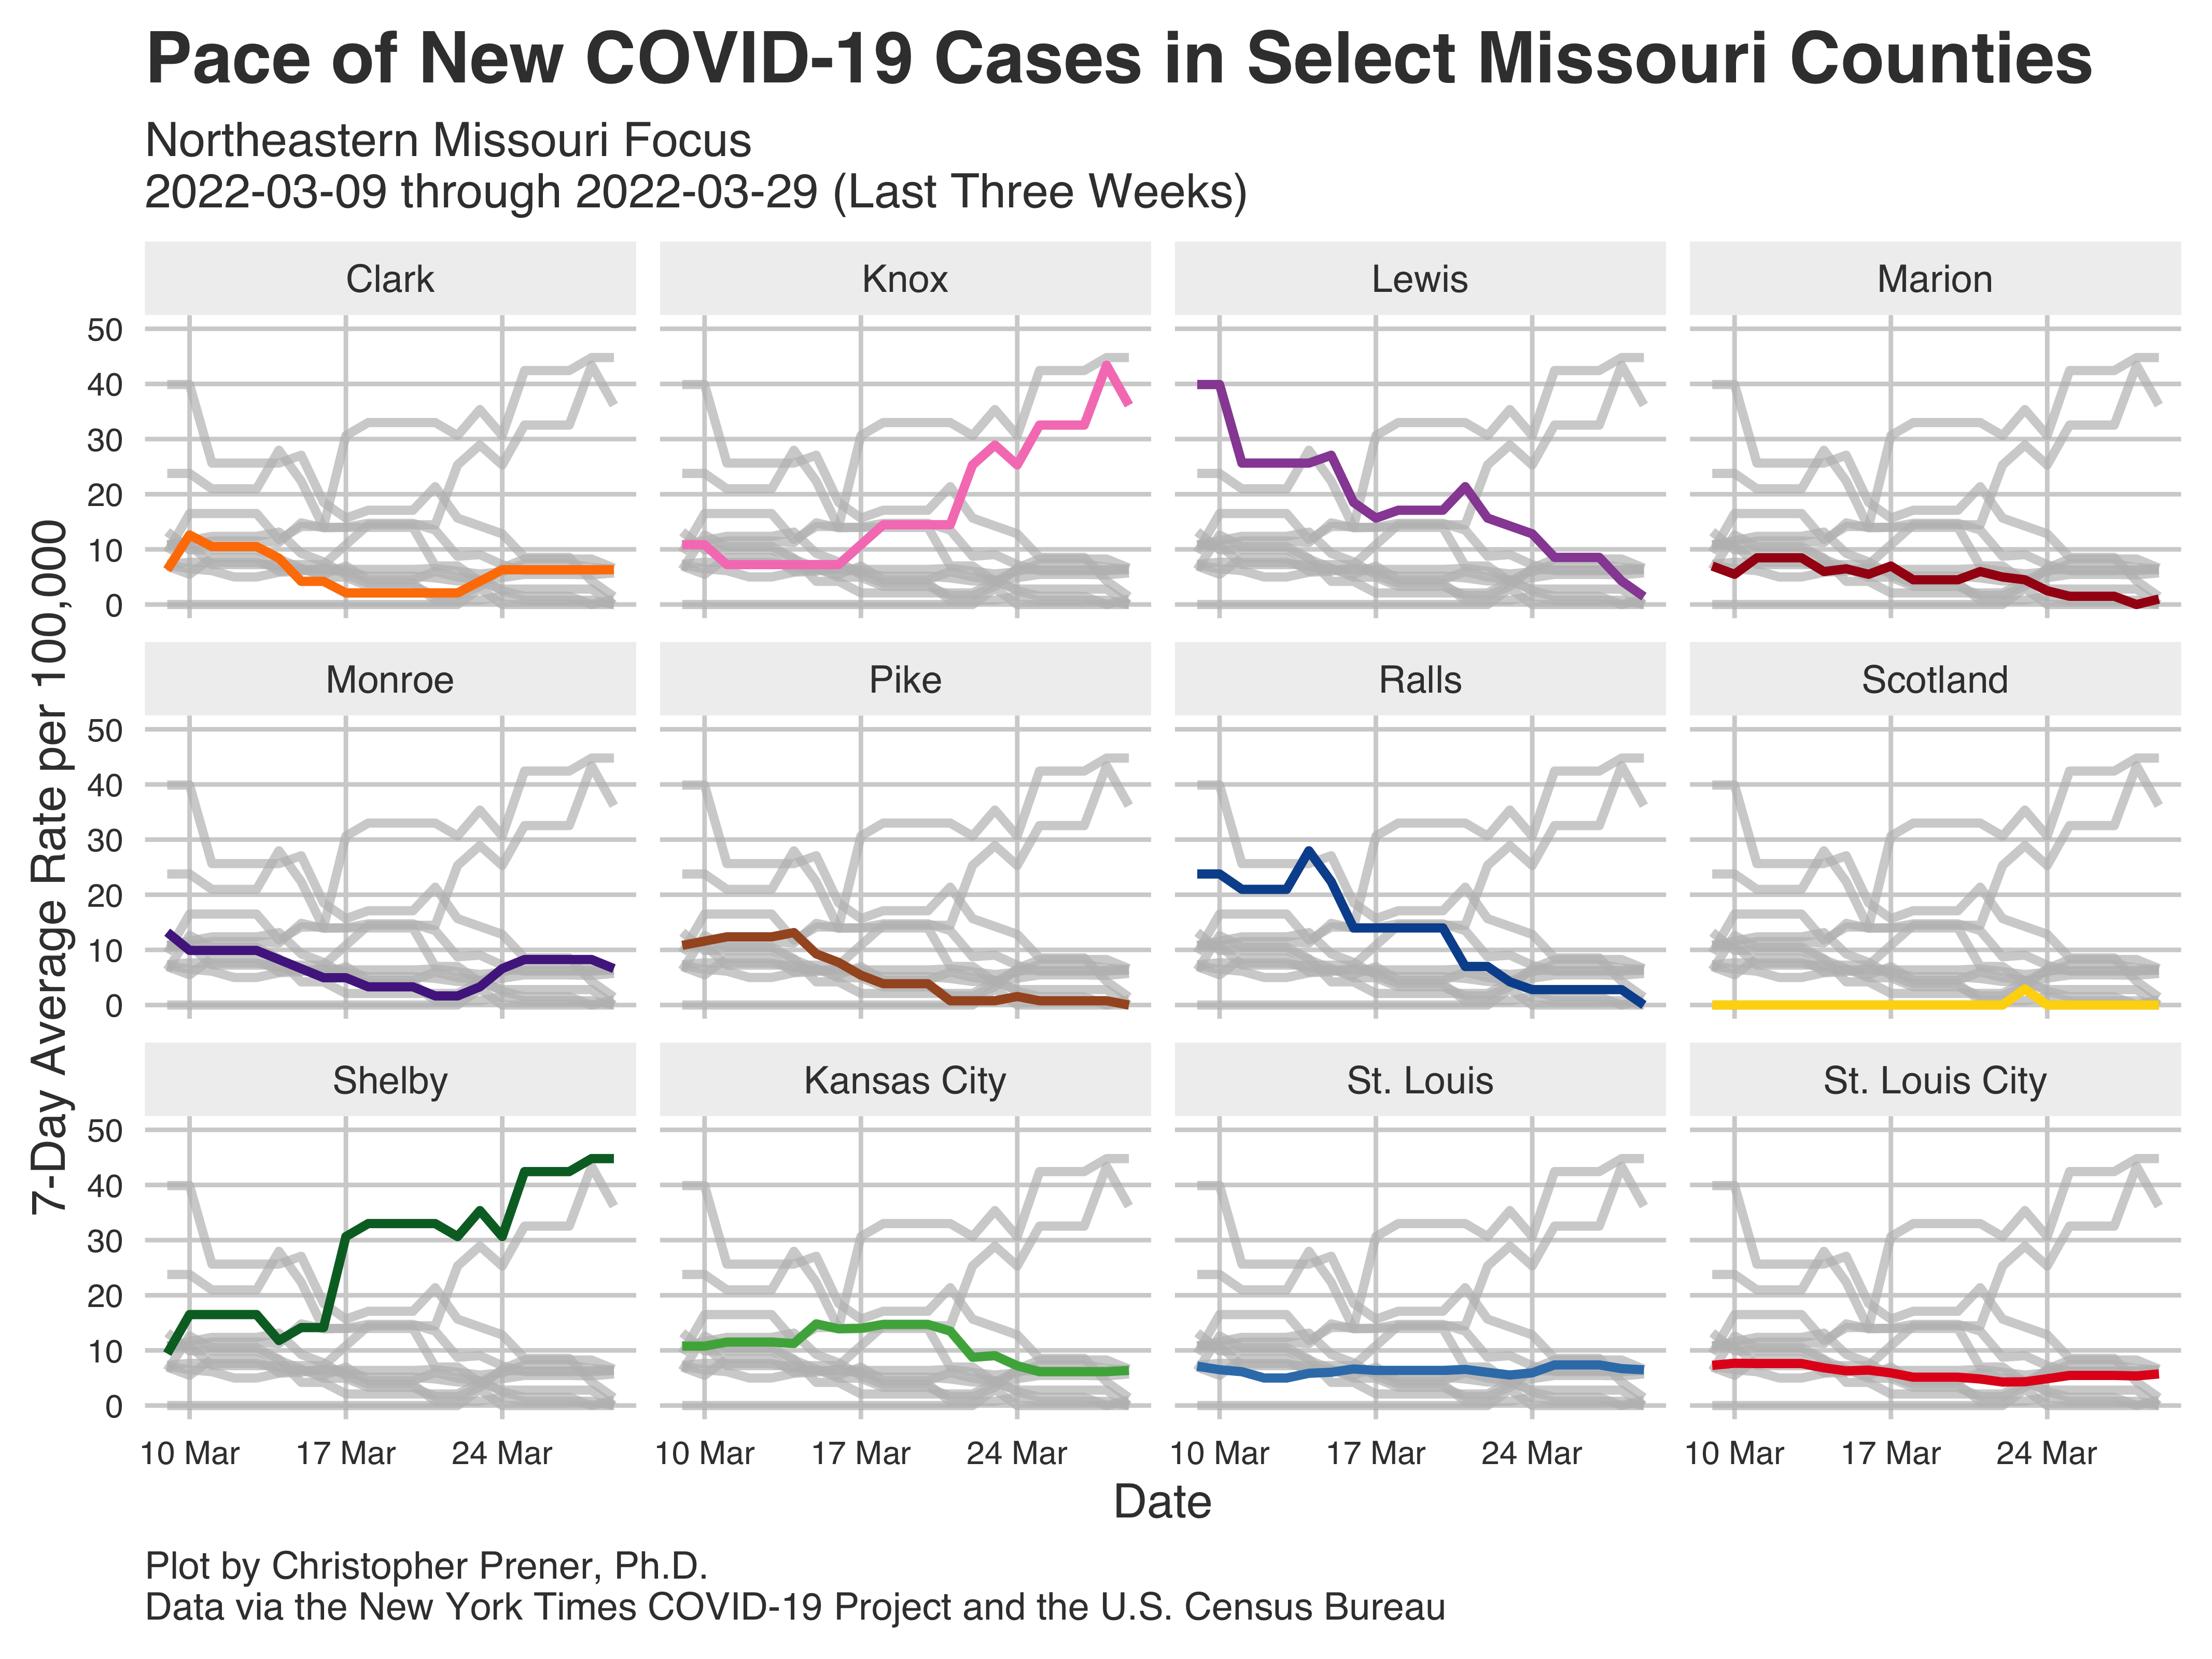 Pace of New COVID-19 Cases in Select Missouri Counties
Northeastern Missouri Focus
2022-03-09 through 2022-03-29 (Last Three Weeks)
Clark
Knox
Lewis
Marion
50
40
30
20
10
0
Monroe
Pike
Ralls
Scotland
50
40
30
20
10
0
Shelby
Kansas City
St. Louis
St. Louis City
50
40
30
20
10
0
7-Day Average Rate per 100,000
10 Mar 17 Mar 24 Mar
10 Mar 17 Mar 24 Mar
10 Mar 17 Mar 24 Mar
10 Mar 17 Mar 24 Mar
Date
Plot by Christopher Prener, Ph.D.
Data via the New York Times COVID-19 Project and the U.S. Census Bureau